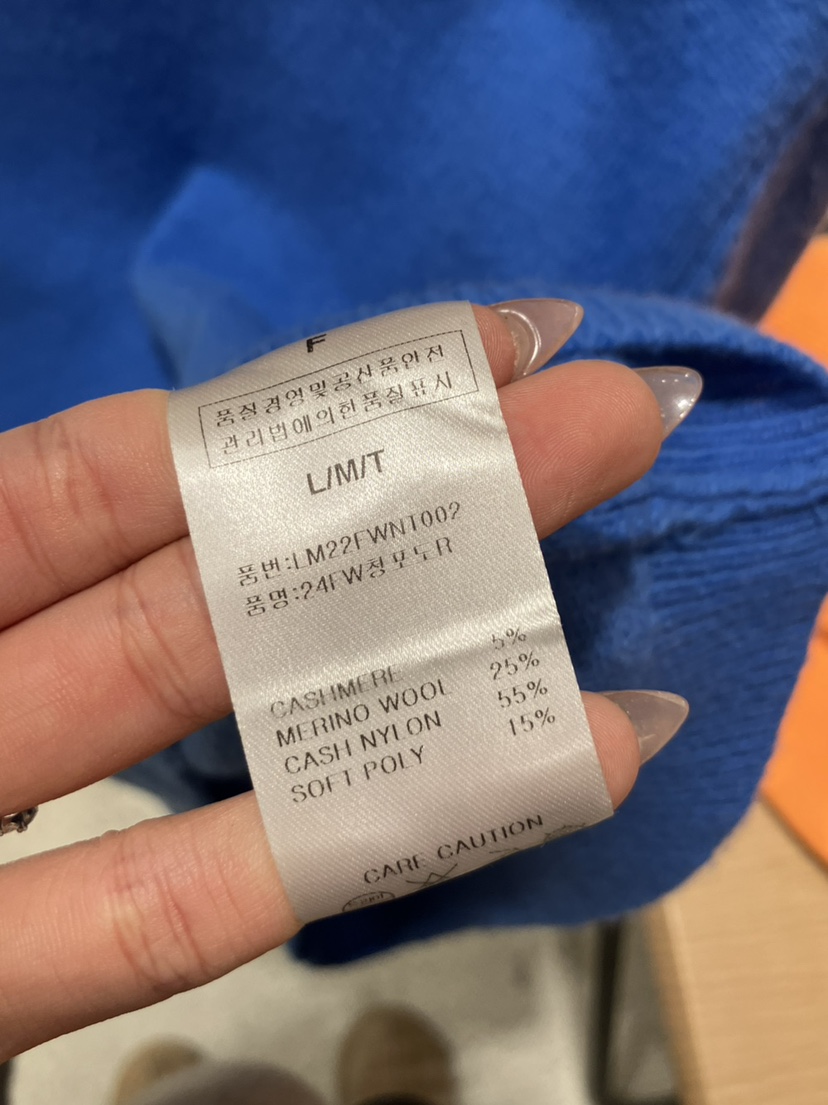 F
품질경영및공산품안전
관리법에의한품질표시
L/M/T
품번:LM22FWNT002
품명:24FW청포도R
CASHMERE 5%
MERINO WOOL 25%
CASH NYLON 55%
SOFT POLY 15%
CARE CAUTION